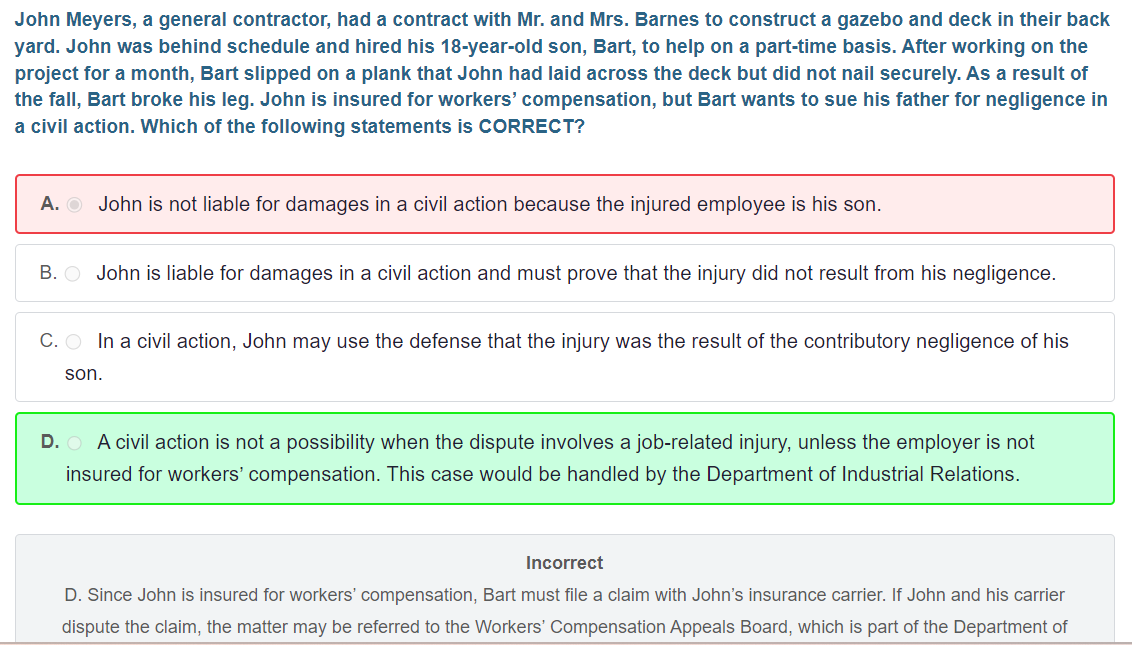 John Meyers, a general contractor, had a contract with Mr. and Mrs. Barnes to construct a gazebo and deck in their back
yard. John was behind schedule and hired his 18-year-old son, Bart, to help on a part-time basis. After working on the
project for a month, Bart slipped on a plank that John had laid across the deck but did not nail securely. As a result of
the fall, Bart broke his leg. John is insured for workers’ compensation, but Bart wants to sue his father for negligence in
a civil action. Which of the following statements is CORRECT?
A. John is not liable for damages in a civil action because the injured employee is his son.
B. John is liable for damages in a civil action and must prove that the injury did not result from his negligence.
C. In a civil action, John may use the defense that the injury was the result of the contributory negligence of his
son.
D. A civil action is not a possibility when the dispute involves a job-related injury, unless the employer is not
insured for workers’ compensation. This case would be handled by the Department of Industrial Relations.
Incorrect
D. Since John is insured for workers’ compensation, Bart must file a claim with John’s insurance carrier. If John and his carrier
dispute the claim, the matter may be referred to the Workers’ Compensation Appeals Board, which is part of the Department of